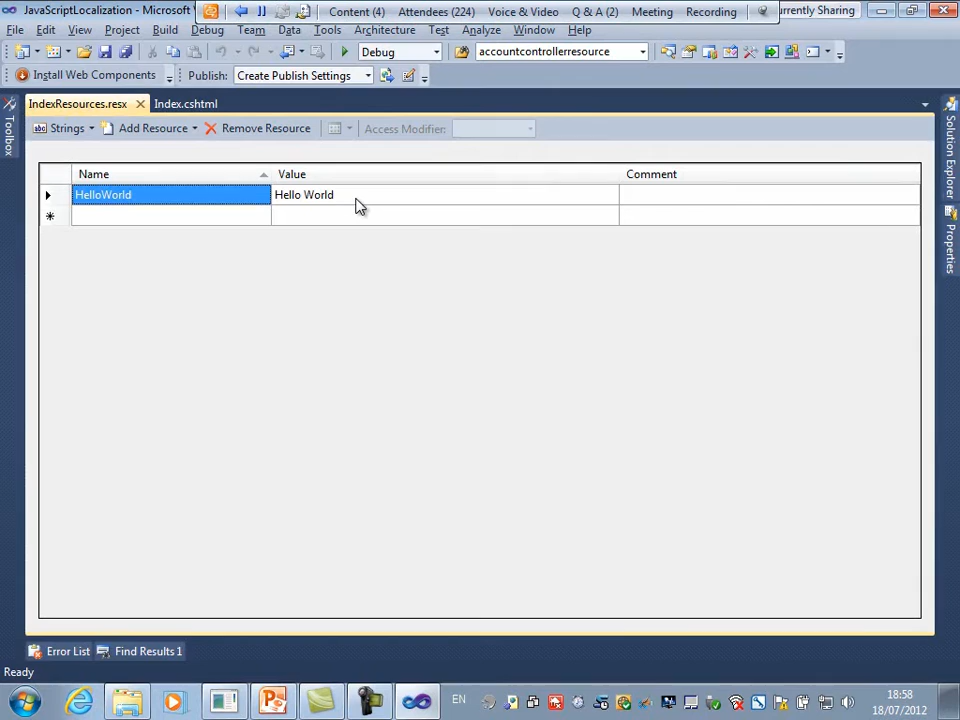 JavaScriptLocalization - Microsoft
Content (4) Attendees (224) Voice & Video Q & A (2) Meeting Recording
urrently Sharing
File Edit View Project Build Debug Team Data Tools Architecture Test Analyze Window Help
Debug accountcontrollerresource
Install Web Components Publish: Create Publish Settings
IndexResources.resx Index.cshtml
Strings Add Resource Remove Resource Access Modifier:
Name Value Comment
HelloWorld Hello World
Toolbox
Solution Explorer
Properties
Error List Find Results 1
Ready
EN
18:58
18/07/2012